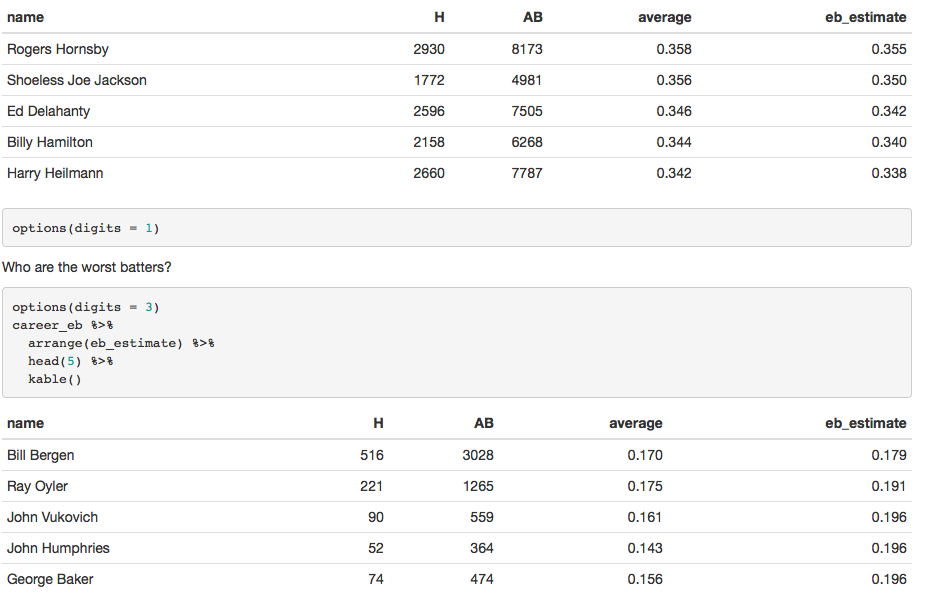 name H AB average eb_estimate
Rogers Hornsby 2930 8173 0.358 0.355
Shoeless Joe Jackson 1772 4981 0.356 0.350
Ed Delahanty 2596 7505 0.346 0.342
Billy Hamilton 2158 6268 0.344 0.340
Harry Heilmann 2660 7787 0.342 0.338
options(digits = 1)
Who are the worst batters?
options(digits = 3)
career_eb %>%
  arrange(eb_estimate) %>%
  head(5) %>%
  kable()
name H AB average eb_estimate
Bill Bergen 516 3028 0.170 0.179
Ray Oyler 221 1265 0.175 0.191
John Vukovich 90 559 0.161 0.196
John Humphries 52 364 0.143 0.196
George Baker 74 474 0.156 0.196